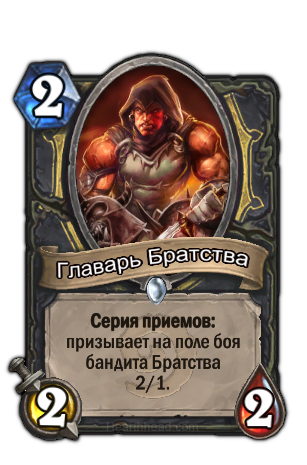 2
Главарь Братства
Серия приемов:
призывает на поле боя
бандита Братства
2/1.
2
2